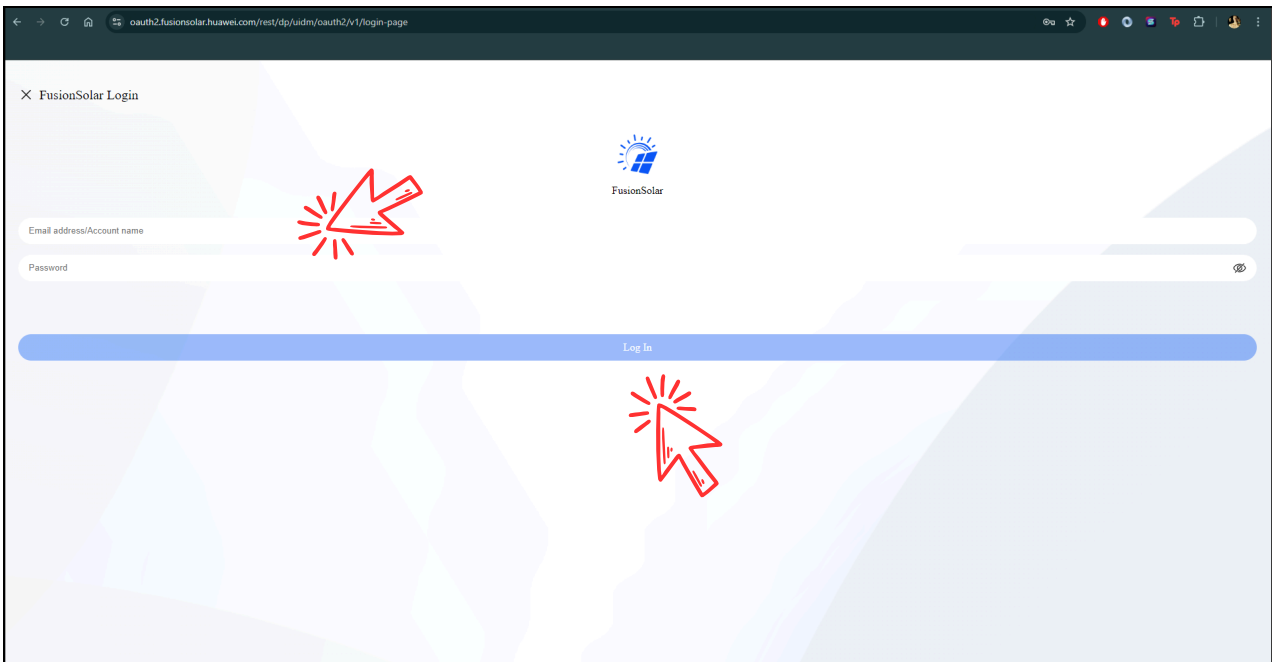 oauth2.fusionsolar.huawei.com/rest/dp/uidm/oauth2/v1/login-page
FusionSolar Login
FusionSolar
Email address/Account name
Password
Log In